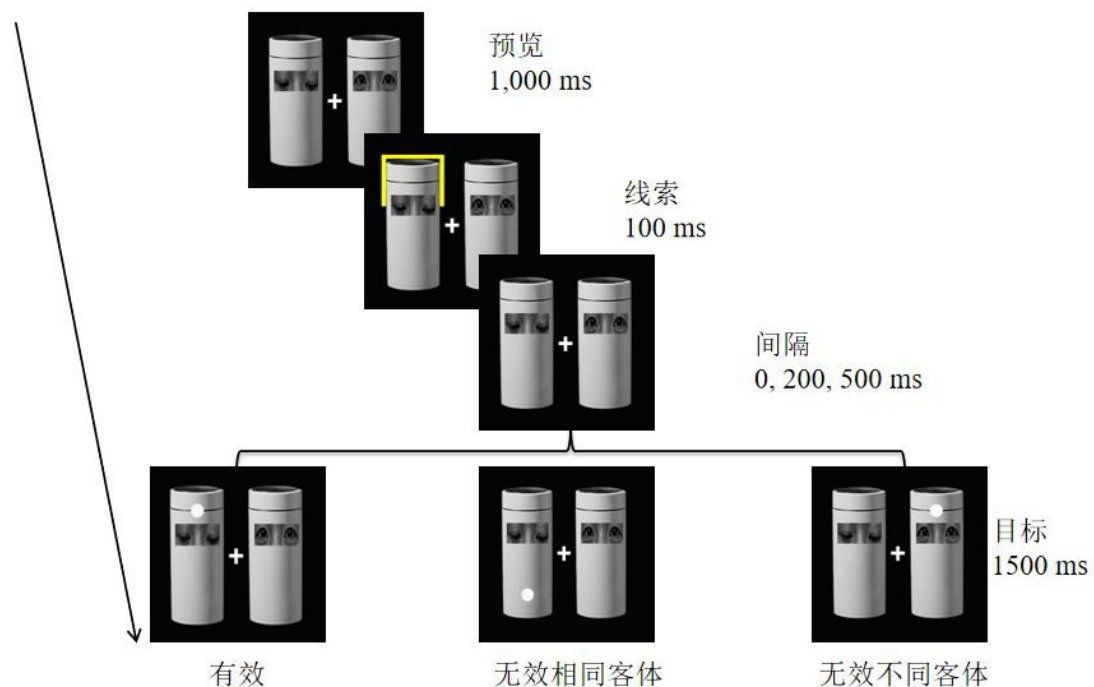 预览
1,000 ms
线索
100 ms
间隔
0, 200, 500 ms
目标
1500 ms
有效
无效相同客体
无效不同客体